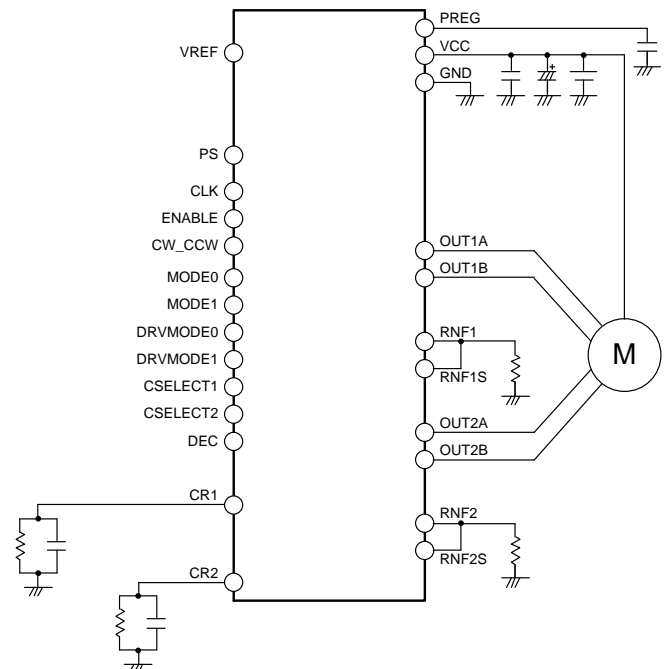 PREG
VREF
VCC
GND
PS
CLK
ENABLE
CW_CCW
OUT1A
OUT1B
MODE0
MODE1
DRVMODE0
RNF1
DRVMODE1
RNF1S
M
CSELECT1
CSELECT2
OUT2A
DEC
OUT2B
CR1
RNF2
RNF2S
CR2
+